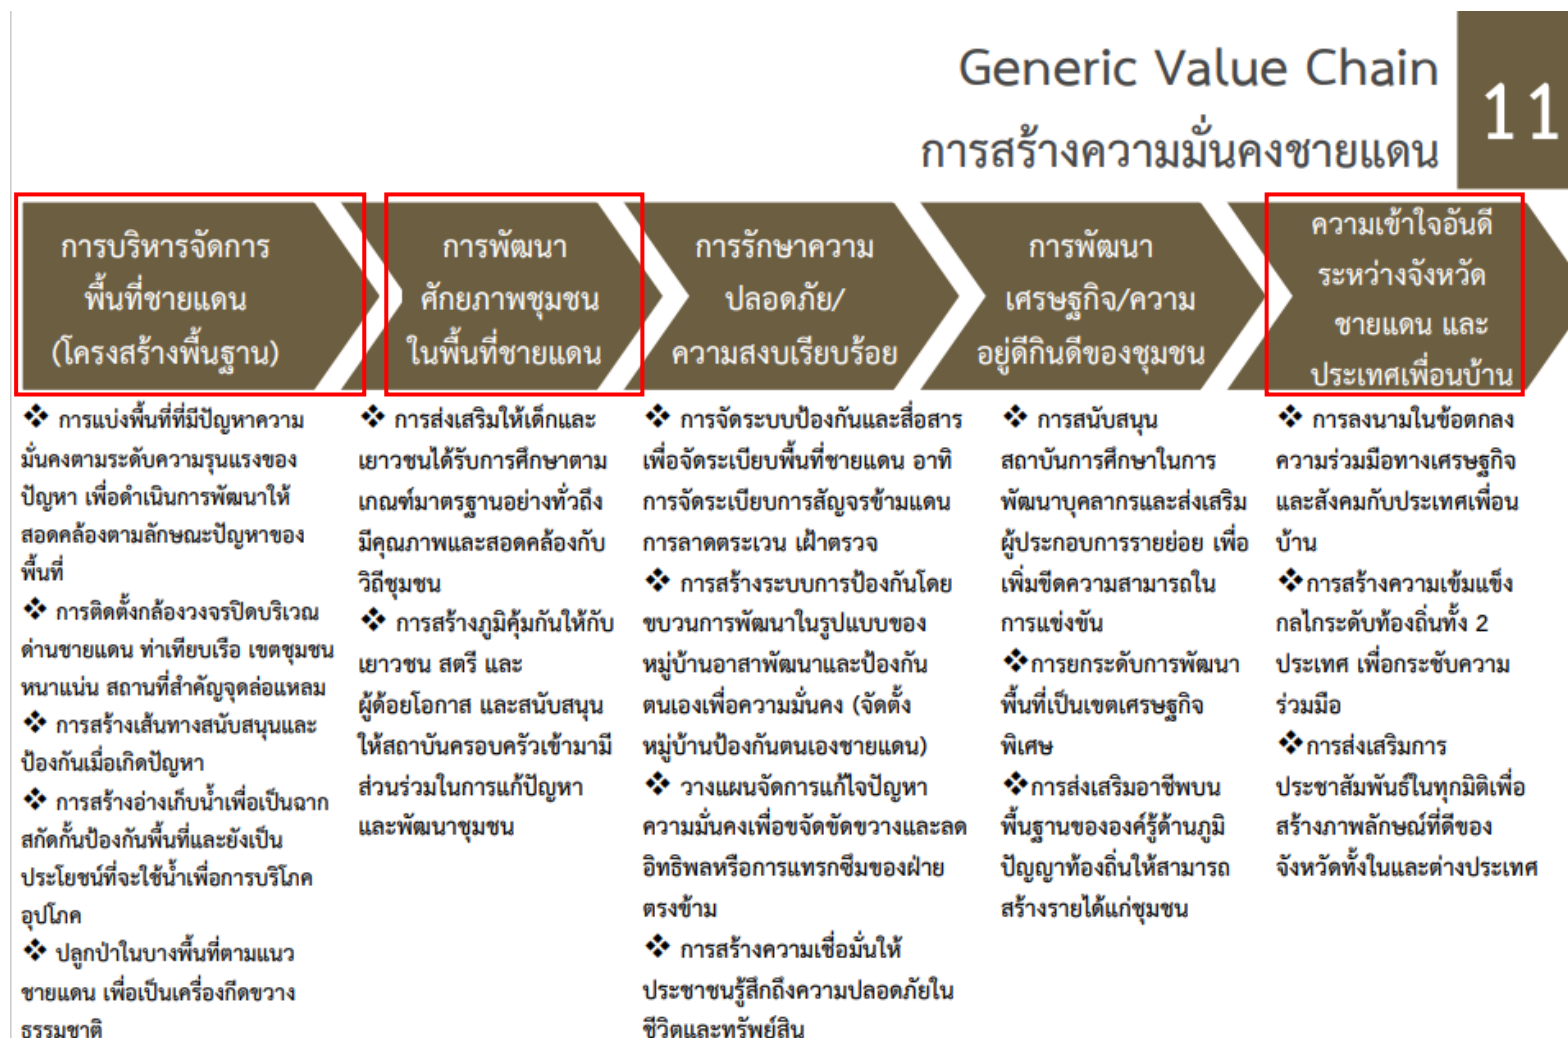 Generic Value Chain
การสร้างความมั่นคงชายแดน
11
การบริหารจัดการ
พื้นที่ชายแดน
(โครงสร้างพื้นฐาน)
❖ การแบ่งพื้นที่ที่มีปัญหาความ
มั่นคงตามระดับความรุนแรงของ
ปัญหา เพื่อดำเนินการพัฒนาให้
สอดคล้องตามลักษณะปัญหาของ
พื้นที่
❖ การติดตั้งกล้องวงจรปิดบริเวณ
ด่านชายแดน ท่าเทียบเรือ เขตชุมชน
หนาแน่น สถานที่สำคัญจุดล่อแหลม
❖ การสร้างเส้นทางสนับสนุนและ
ป้องกันเมื่อเกิดปัญหา
❖ การสร้างอ่างเก็บน้ำเพื่อเป็นฉาก
สกัดกั้นป้องกันพื้นที่และยังเป็น
ประโยชน์ที่จะใช้น้ำเพื่อการบริโภค
อุปโภค
❖ ปลูกป่าในบางพื้นที่ตามแนว
ชายแดน เพื่อเป็นเครื่องกีดขวาง
ธรรมชาติ
การพัฒนา
ศักยภาพชุมชน
ในพื้นที่ชายแดน
❖ การส่งเสริมให้เด็กและ
เยาวชนได้รับการศึกษาตาม
เกณฑ์มาตรฐานอย่างทั่วถึง
มีคุณภาพและสอดคล้องกับ
วิถีชุมชน
❖ การสร้างภูมิคุ้มกันให้กับ
เยาวชน สตรี และ
ผู้ด้อยโอกาส และสนับสนุน
ให้สถาบันครอบครัวเข้ามามี
ส่วนร่วมในการแก้ปัญหา
และพัฒนาชุมชน
การรักษาความ
ปลอดภัย/
ความสงบเรียบร้อย
❖ การจัดระบบป้องกันและสื่อสาร
เพื่อจัดระเบียบพื้นที่ชายแดน อาทิ
การจัดระเบียบการสัญจรข้ามแดน
การลาดตระเวน เฝ้าตรวจ
❖ การสร้างระบบการป้องกันโดย
ขบวนการพัฒนาในรูปแบบของ
หมู่บ้านอาสาพัฒนาและป้องกัน
ตนเองเพื่อความมั่นคง (จัดตั้ง
หมู่บ้านป้องกันตนเองชายแดน)
❖ วางแผนจัดการแก้ไจปัญหา
ความมั่นคงเพื่อขจัดขัดขวางและลด
อิทธิพลหรือการแทรกซึมของฝ่าย
ตรงข้าม
❖ การสร้างความเชื่อมั่นให้
ประชาชนรู้สึกถึงความปลอดภัยใน
ชีวิตและทรัพย์สิน
การพัฒนา
เศรษฐกิจ/ความ
อยู่ดีกินดีของชุมชน
❖ การสนับสนุน
สถาบันการศึกษาในการ
พัฒนาบุคลากรและส่งเสริม
ผู้ประกอบการรายย่อย เพื่อ
เพิ่มขีดความสามารถใน
การแข่งขัน
❖การยกระดับการพัฒนา
พื้นที่เป็นเขตเศรษฐกิจ
พิเศษ
❖การส่งเสริมอาชีพบน
พื้นฐานขององค์รู้ด้านภูมิ
ปัญญาท้องถิ่นให้สามารถ
สร้างรายได้แก่ชุมชน
ความเข้าใจอันดี
ระหว่างจังหวัด
ชายแดน และ
ประเทศเพื่อนบ้าน
❖ การลงนามในข้อตกลง
ความร่วมมือทางเศรษฐกิจ
และสังคมกับประเทศเพื่อน
บ้าน
❖การสร้างความเข้มแข็ง
กลไกระดับท้องถิ่นทั้ง 2
ประเทศ เพื่อกระชับความ
ร่วมมือ
❖การส่งเสริมการ
ประชาสัมพันธ์ในทุกมิติเพื่อ
สร้างภาพลักษณ์ที่ดีของ
จังหวัดทั้งในและต่างประเทศ